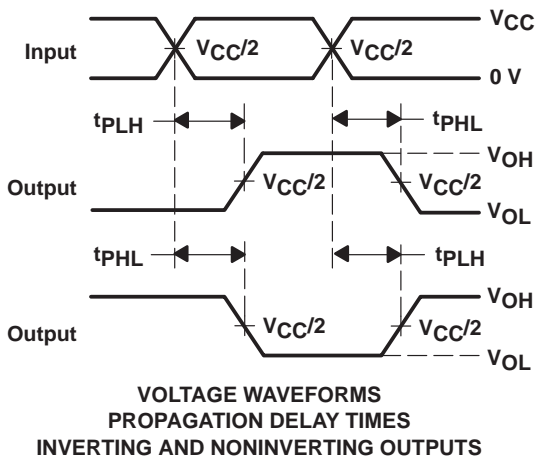 VCC
Input VCC/2 VCC/2
0 V
tPLH tPHL
VOH
Output VCC/2 VCC/2
VOL
tPHL tPLH
VOH
VCC/2 VCC/2
Output
VOL
VOLTAGE WAVEFORMS
PROPAGATION DELAY TIMES
INVERTING AND NONINVERTING OUTPUTS